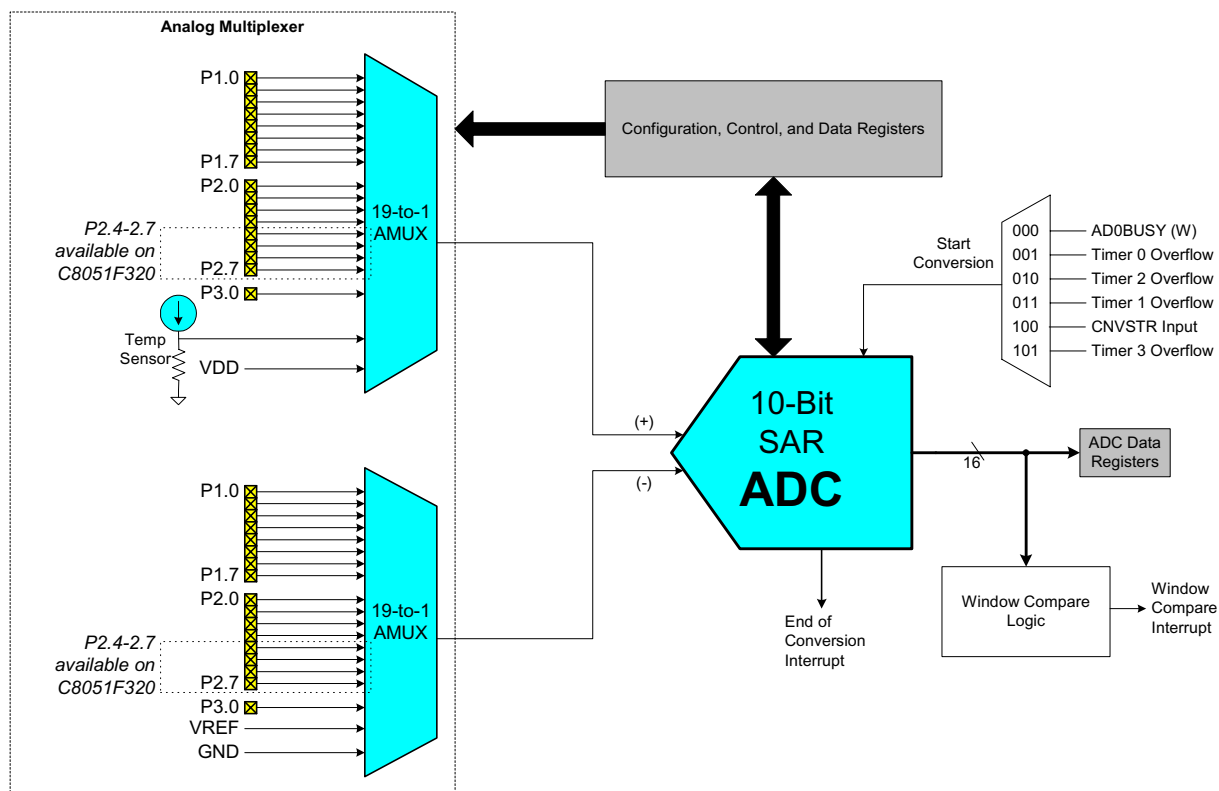 Analog Multiplexer
P1.0
P1.7
P2.0
P2.4-2.7
available on
C8051F320
P2.7
P3.0
Temp
Sensor
VDD
19-to-1
AMUX
Configuration, Control, and Data Registers
Start
Conversion
000
001
010
011
100
101
AD0BUSY (W)
Timer 0 Overflow
Timer 2 Overflow
Timer 1 Overflow
CNVSTR Input
Timer 3 Overflow
(+)
(-)
10-Bit
SAR
ADC
16
ADC Data
Registers
End of
Conversion
Interrupt
Window Compare
Logic
Window
Compare
Interrupt
P1.0
P1.7
P2.0
P2.4-2.7
available on
C8051F320
P2.7
P3.0
VREF
GND
19-to-1
AMUX